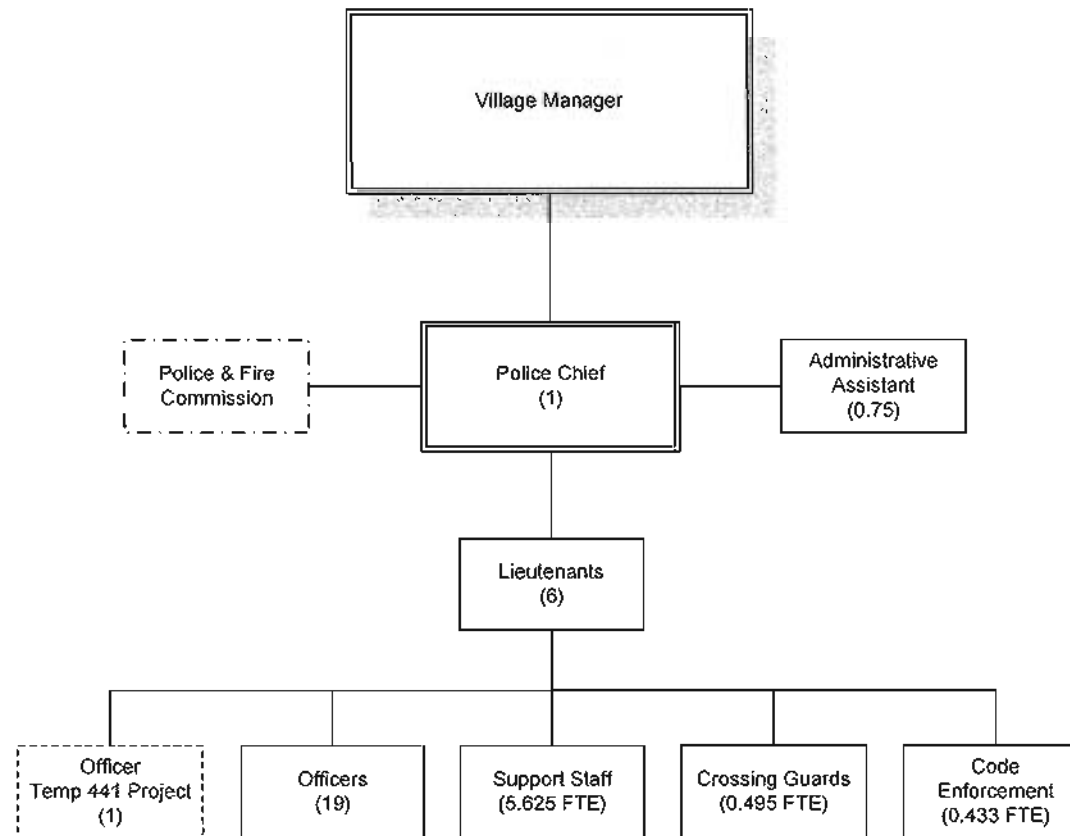 Village Manager
Police & Fire
Commission
Police Chief
(1)
Administrative
Assistant
(0.75)
Lieutenants
(6)
Officer
Temp 441 Project
(1)
Officers
(19)
Support Staff
(5.625 FTE)
Crossing Guards
(0.495 FTE)
Code
Enforcement
(0.433 FTE)